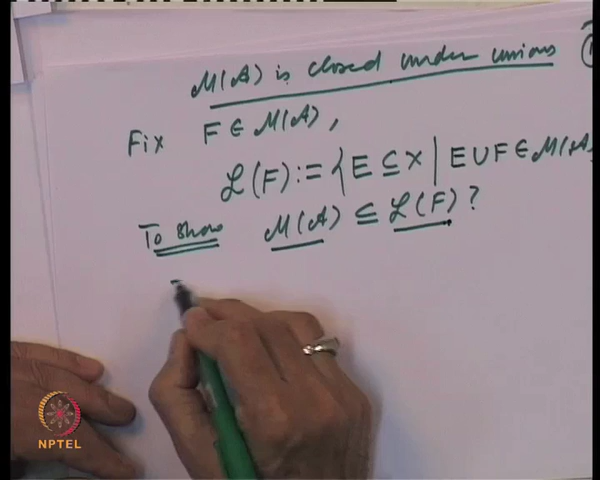 M(A) is closed under unions
Fix F ∈ M(A),
L(F) := { E ⊆ X | E ∪ F ∈ M(A)
To show M(A) ⊆ L(F) ?
NPTEL